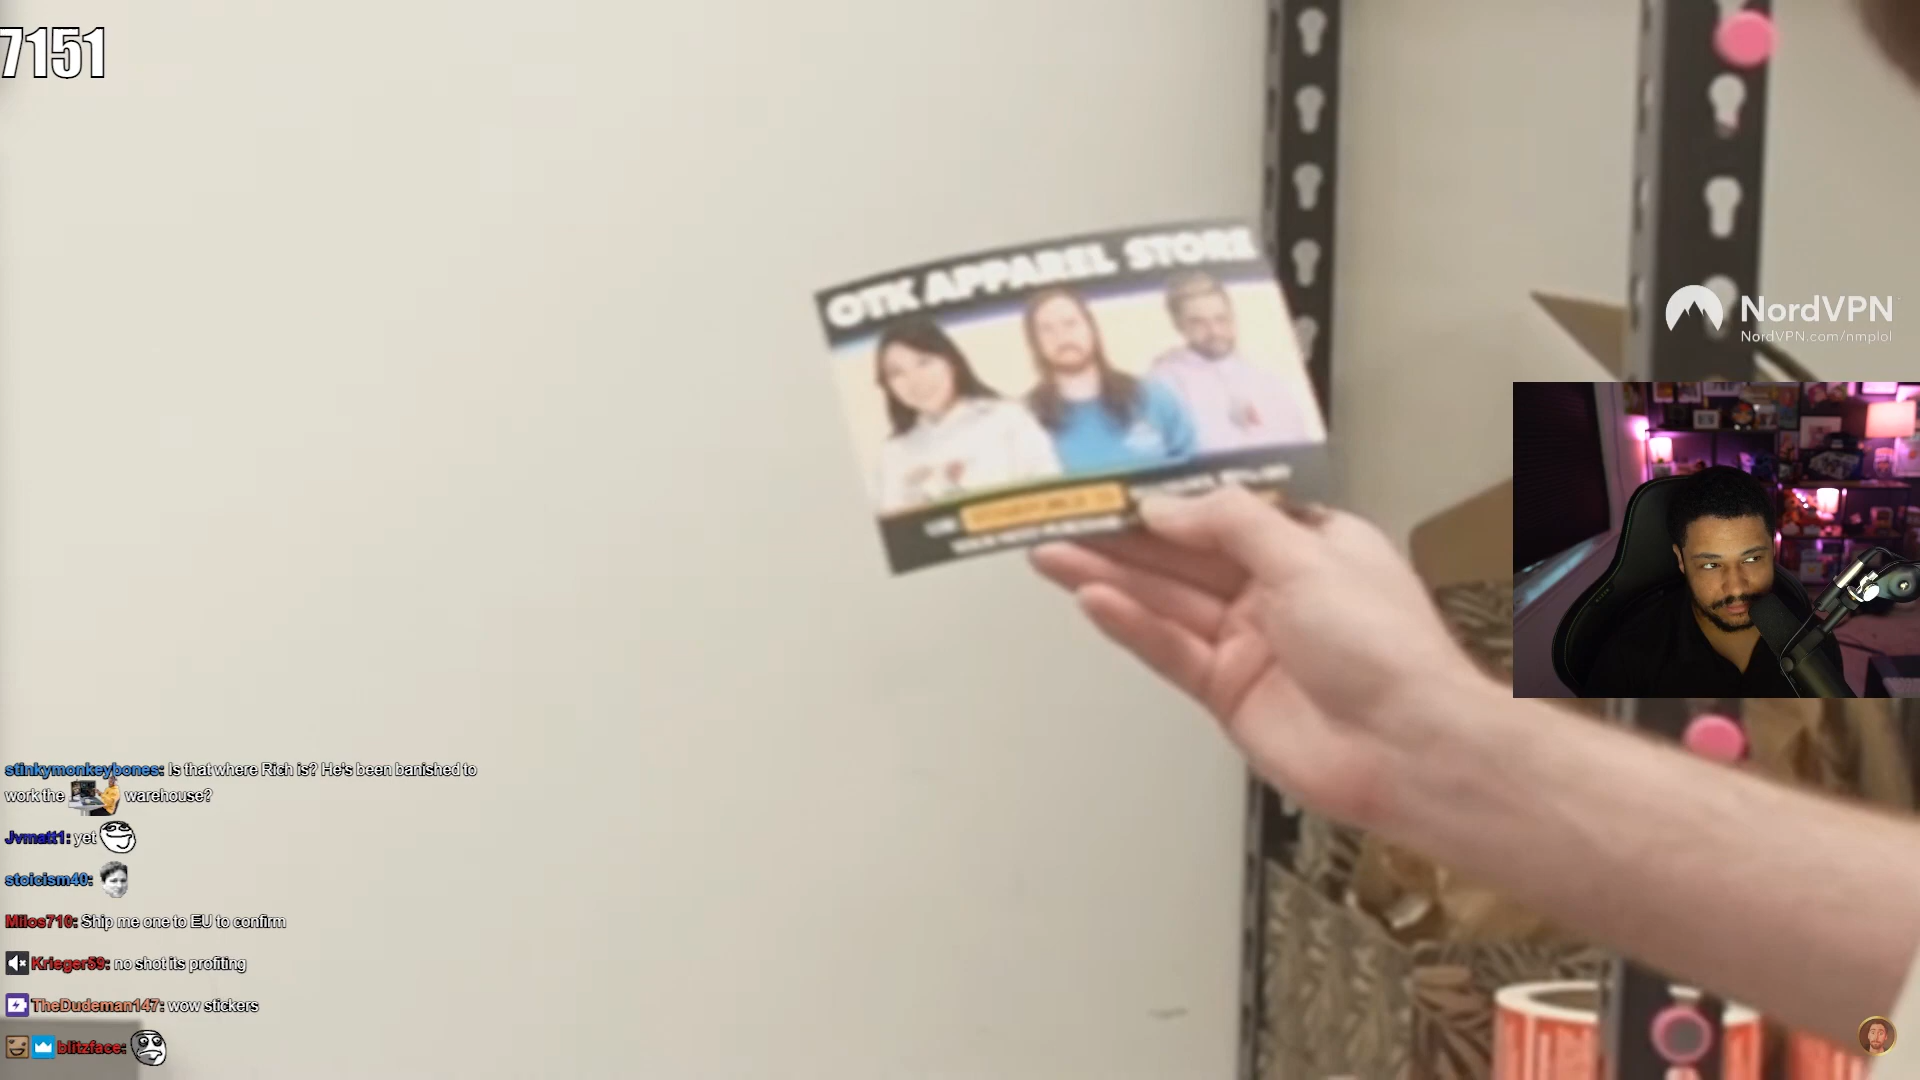 7151
OTK APPAREL STORE
USE
NordVPN
NordVPN.com/nmplol
stinkymonkeybones: Is that where Rich is? He's been banished to
work the warehouse?
Jvmatt1: yet
stoicism40:
Milos710: Ship me one to EU to confirm
Krieger59: no shot its profiting
TheDudeman147: wow stickers
blitzface: